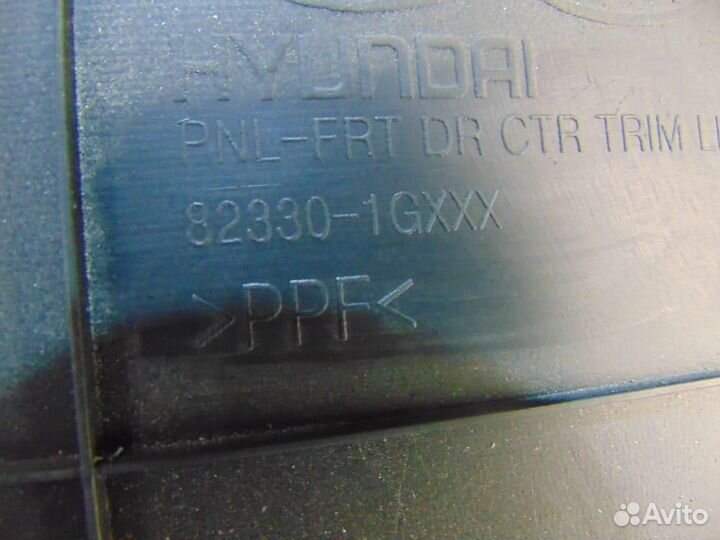 HYUNDAI
PNL-FRT DR CTR TRIM
82330-1GXXX
>PPF<
Avito